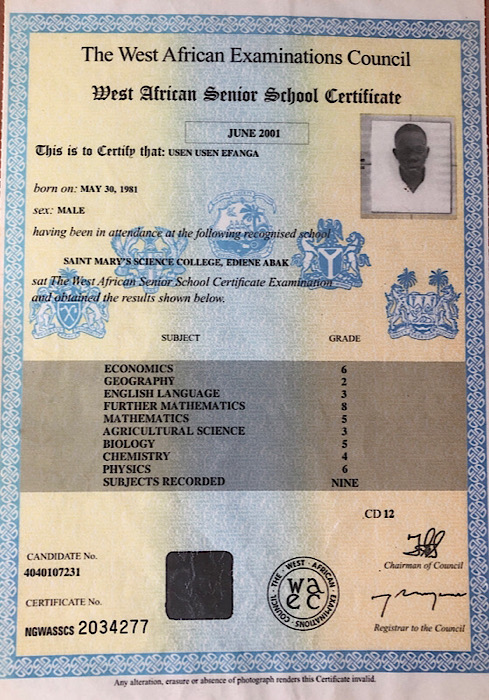 The West African Examinations Council
West African Senior School Certificate
JUNE 2001
This is to Certify that: USEN USEN EFANGA
born on: MAY 30, 1981
sex: MALE
having been in attendance at the following recognised school
SAINT MARY'S SCIENCE COLLEGE, EDIENE ABAK
sat The West African Senior School Certificate Examination
and obtained the results shown below.
SUBJECT GRADE
ECONOMICS 6
GEOGRAPHY 2
ENGLISH LANGUAGE 3
FURTHER MATHEMATICS 8
MATHEMATICS 5
AGRICULTURAL SCIENCE 3
BIOLOGY 5
CHEMISTRY 4
PHYSICS 6
SUBJECTS RECORDED NINE
CD 12
Chairman of Council
CANDIDATE No.
4040107231
CERTIFICATE No.
NGWASSCS 2034277
THE · WEST · AFRICAN · EXAMINATIONS · COUNCIL
waec
Registrar to the Council
Any alteration, erasure or absence of photograph renders this Certificate invalid.